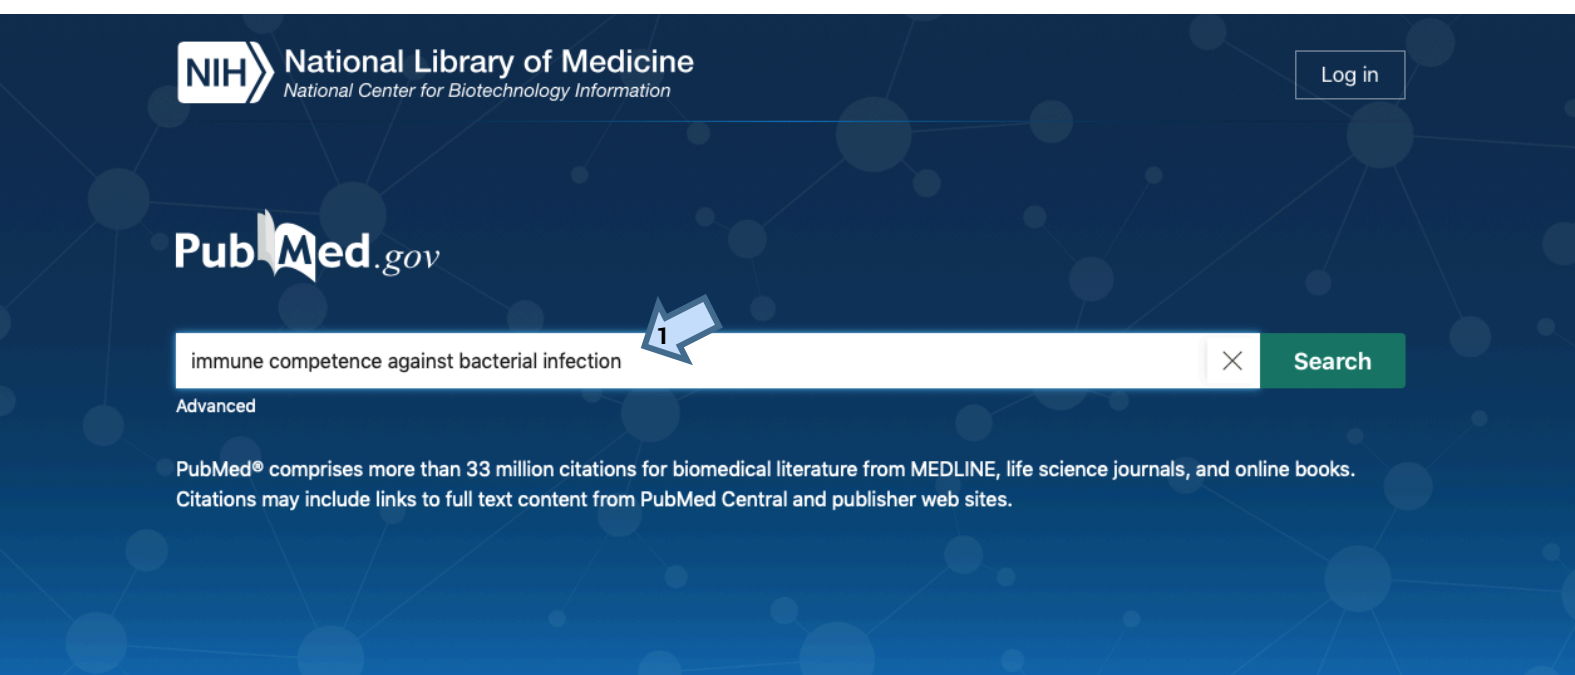 NIH National Library of Medicine
National Center for Biotechnology Information
Log in
PubMed.gov
1
immune competence against bacterial infection
Search
Advanced
PubMed® comprises more than 33 million citations for biomedical literature from MEDLINE, life science journals, and online books.
Citations may include links to full text content from PubMed Central and publisher web sites.